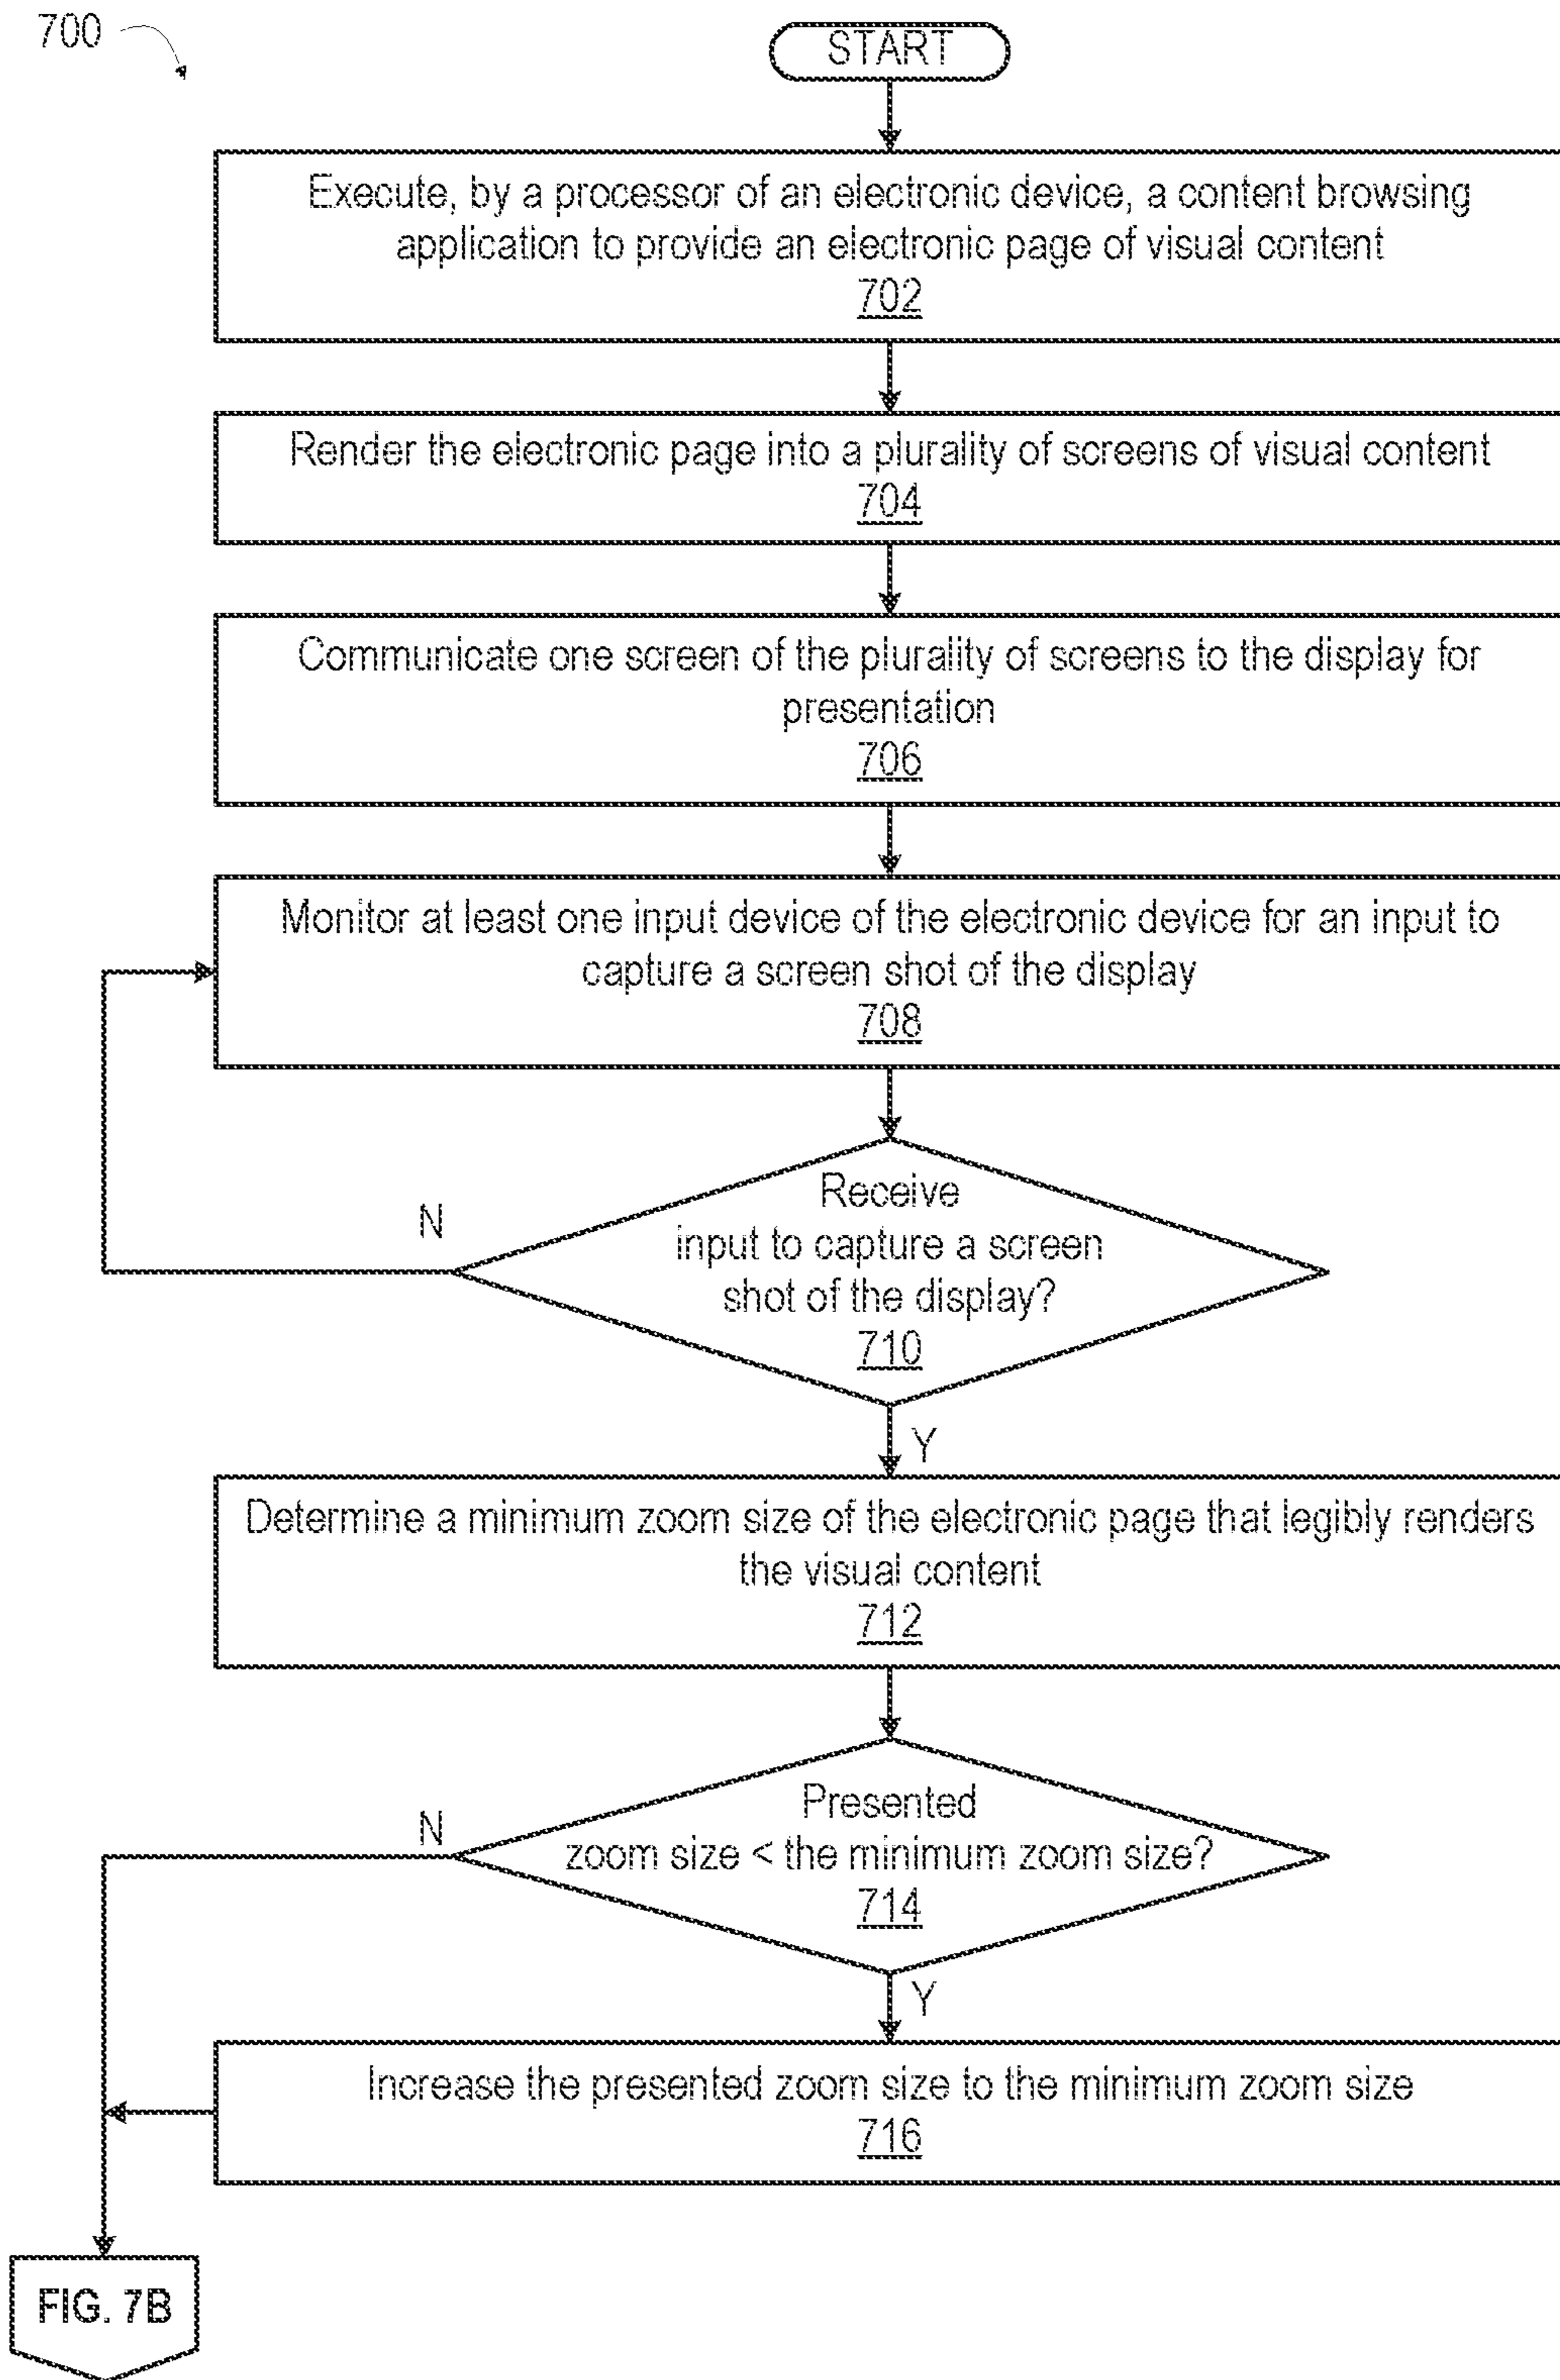 700
START
Execute, by a processor of an electronic device, a content browsing
application to provide an electronic page of visual content
702
Render the electronic page into a plurality of screens of visual content
704
Communicate one screen of the plurality of screens to the display for
presentation
706
Monitor at least one input device of the electronic device for an input to
capture a screen shot of the display
708
Receive
input to capture a screen
shot of the display?
710
N
Y
Determine a minimum zoom size of the electronic page that legibly renders
the visual content
712
Presented
zoom size < the minimum zoom size?
714
N
Y
Increase the presented zoom size to the minimum zoom size
716
FIG. 7B